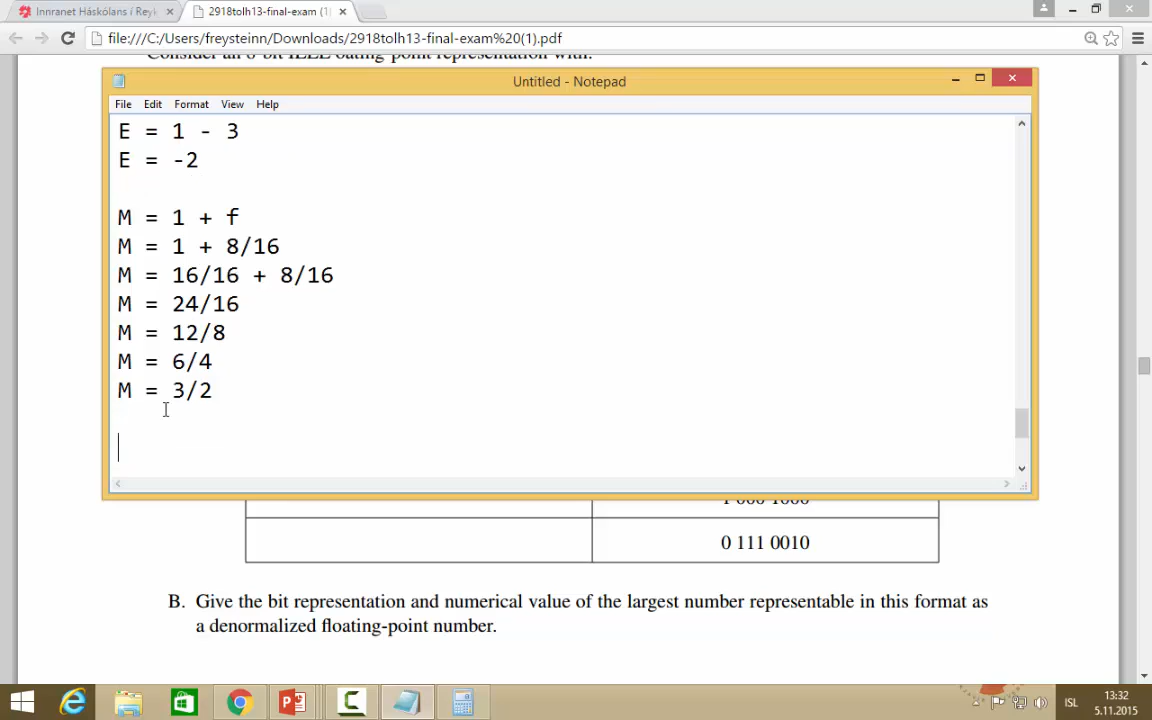 Innranet Háskólans í Reyk
2918tolh13-final-exam (1
file:///C:/Users/freysteinn/Downloads/2918tolh13-final-exam%20(1).pdf
Untitled - Notepad
File Edit Format View Help
E = 1 - 3
E = -2
M = 1 + f
M = 1 + 8/16
M = 16/16 + 8/16
M = 24/16
M = 12/8
M = 6/4
M = 3/2
1 000 1000
0 111 0010
B. Give the bit representation and numerical value of the largest number representable in this format as
a denormalized floating-point number.
ISL
13:32
5.11.2015